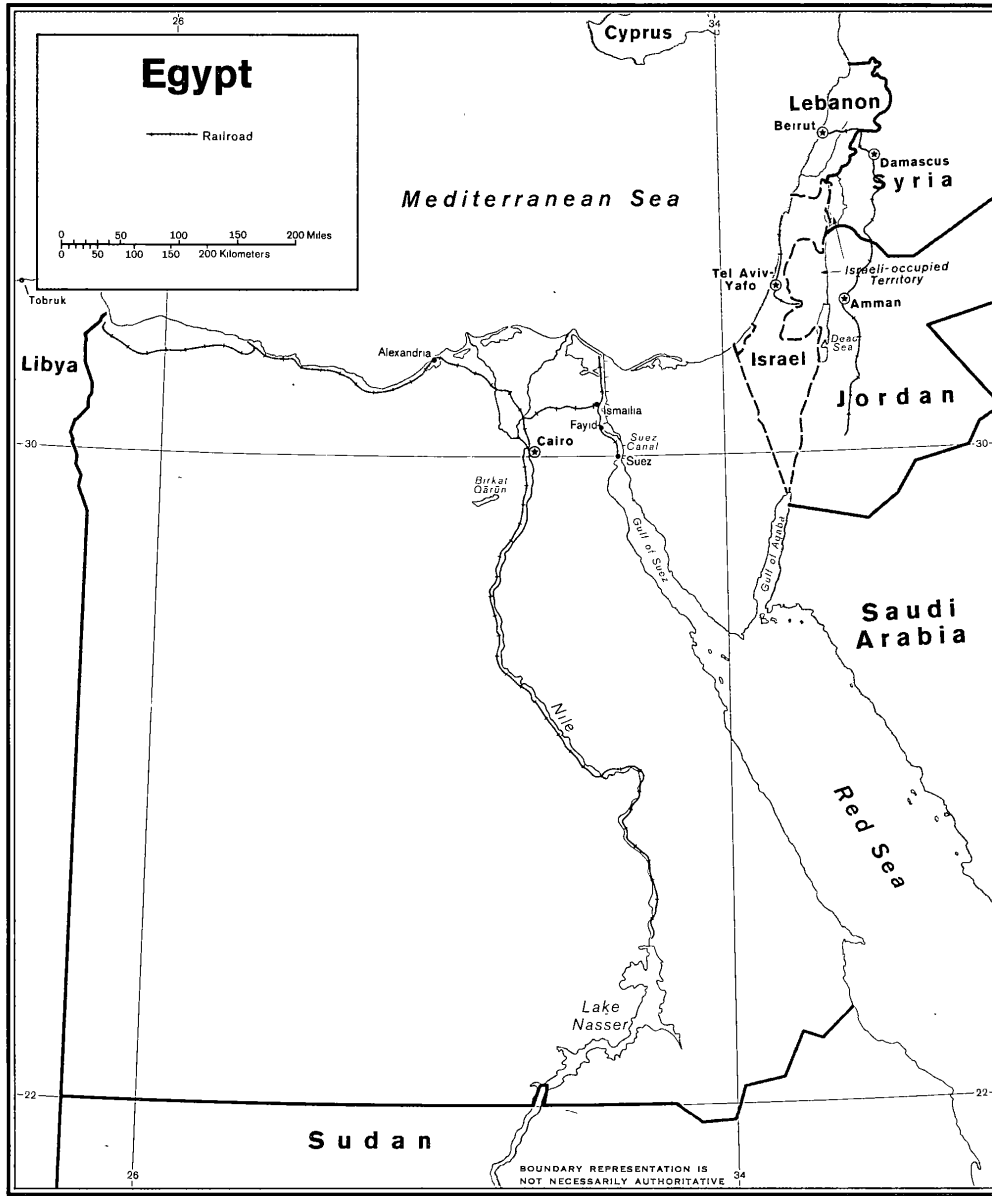 26
34
Egypt
Railroad
0 50 100 150 200 Miles
0 50 100 150 200 Kilometers
Cyprus
Lebanon
Beirut
Damascus
Syria
Mediterranean Sea
Tobruk
Tel Aviv-
Yafo
Israeli-occupied
Territory
Amman
Libya
Alexandria
Israel
Dead
Sea
Jordan
Ismailia
Fayid
Suez
Canal
30
Cairo
Suez
30
Birkat
Qārūn
Gulf of Suez
Gulf of Aqaba
Saudi
Arabia
Nile
Red Sea
Lake
Nasser
22
22
Sudan
26
34
BOUNDARY REPRESENTATION IS
NOT NECESSARILY AUTHORITATIVE